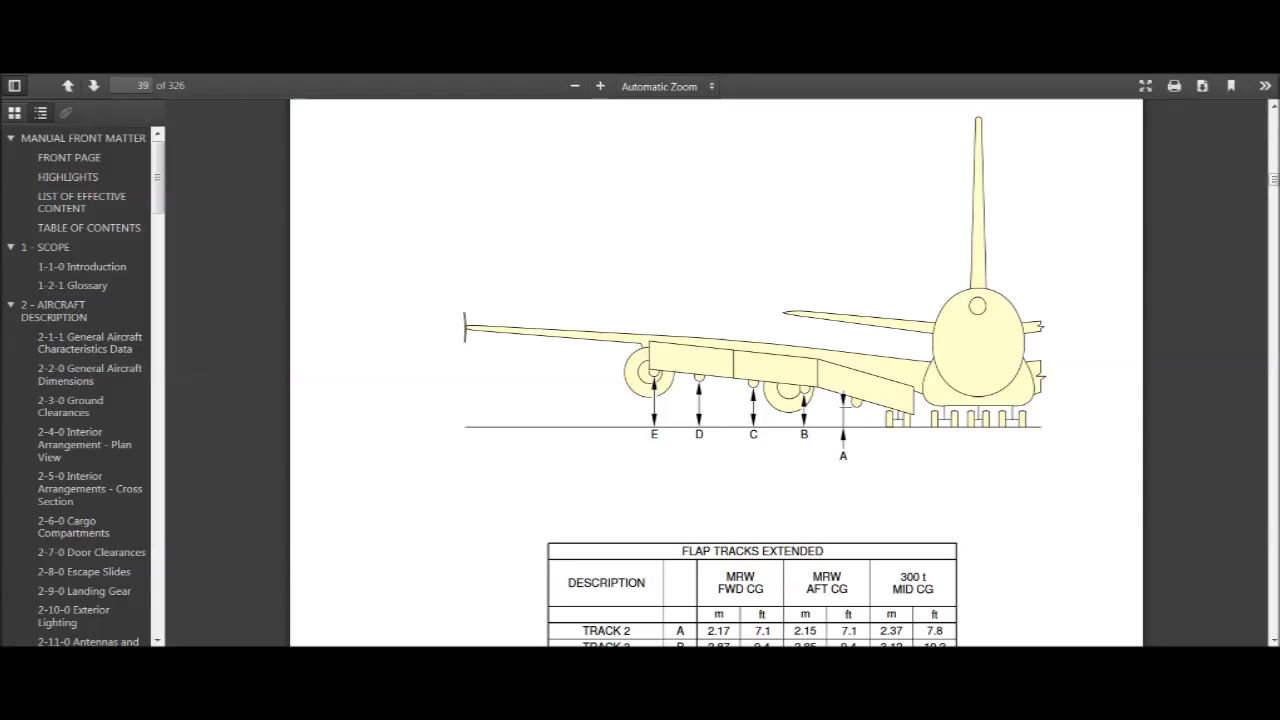 39 of 326
Automatic Zoom
MANUAL FRONT MATTER
FRONT PAGE
HIGHLIGHTS
LIST OF EFFECTIVE
CONTENT
TABLE OF CONTENTS
1 - SCOPE
1-1-0 Introduction
1-2-1 Glossary
2 - AIRCRAFT
DESCRIPTION
2-1-1 General Aircraft
Characteristics Data
2-2-0 General Aircraft
Dimensions
2-3-0 Ground
Clearances
2-4-0 Interior
Arrangement - Plan
View
2-5-0 Interior
Arrangements - Cross
Section
2-6-0 Cargo
Compartments
2-7-0 Door Clearances
2-8-0 Escape Slides
2-9-0 Landing Gear
2-10-0 Exterior
Lighting
2-11-0 Antennas and
E D C B
A
FLAP TRACKS EXTENDED
DESCRIPTION MRW FWD CG MRW AFT CG 300 t MID CG
m ft m ft m ft
TRACK 2 A 2.17 7.1 2.15 7.1 2.37 7.8